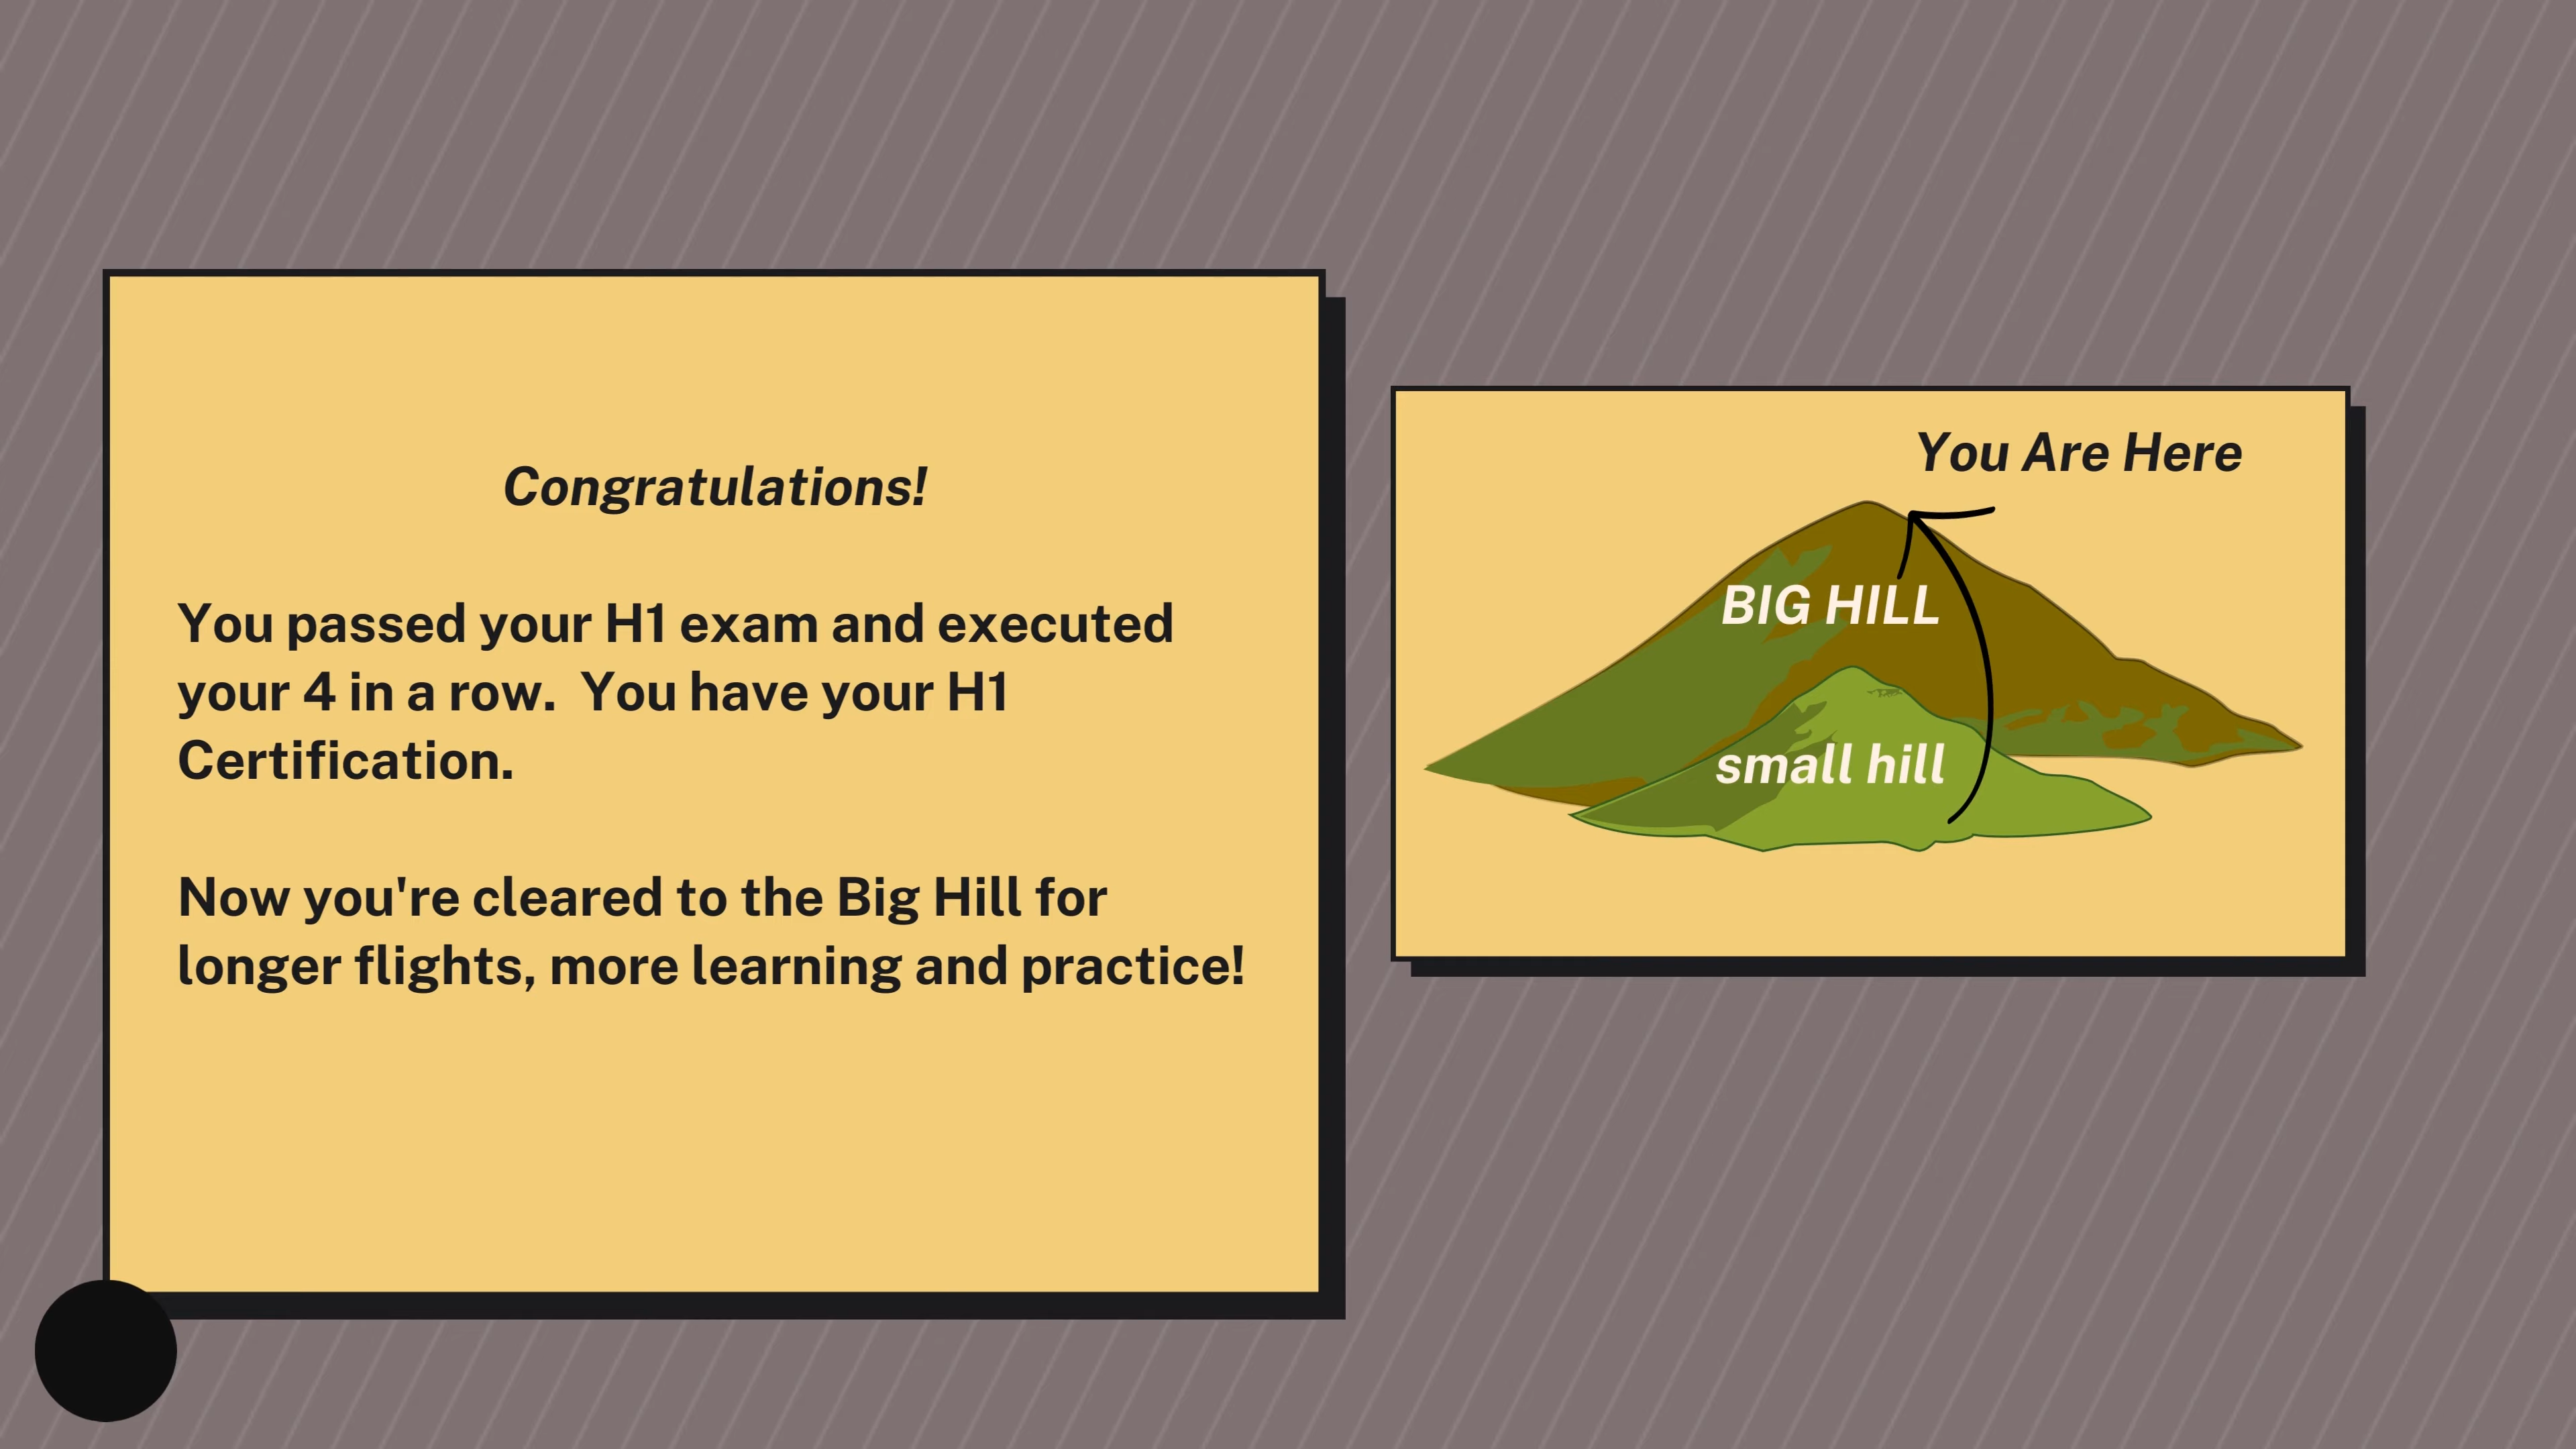 Congratulations!
You passed your H1 exam and executed
your 4 in a row.  You have your H1
Certification.
Now you're cleared to the Big Hill for
longer flights, more learning and practice!
You Are Here
BIG HILL
small hill